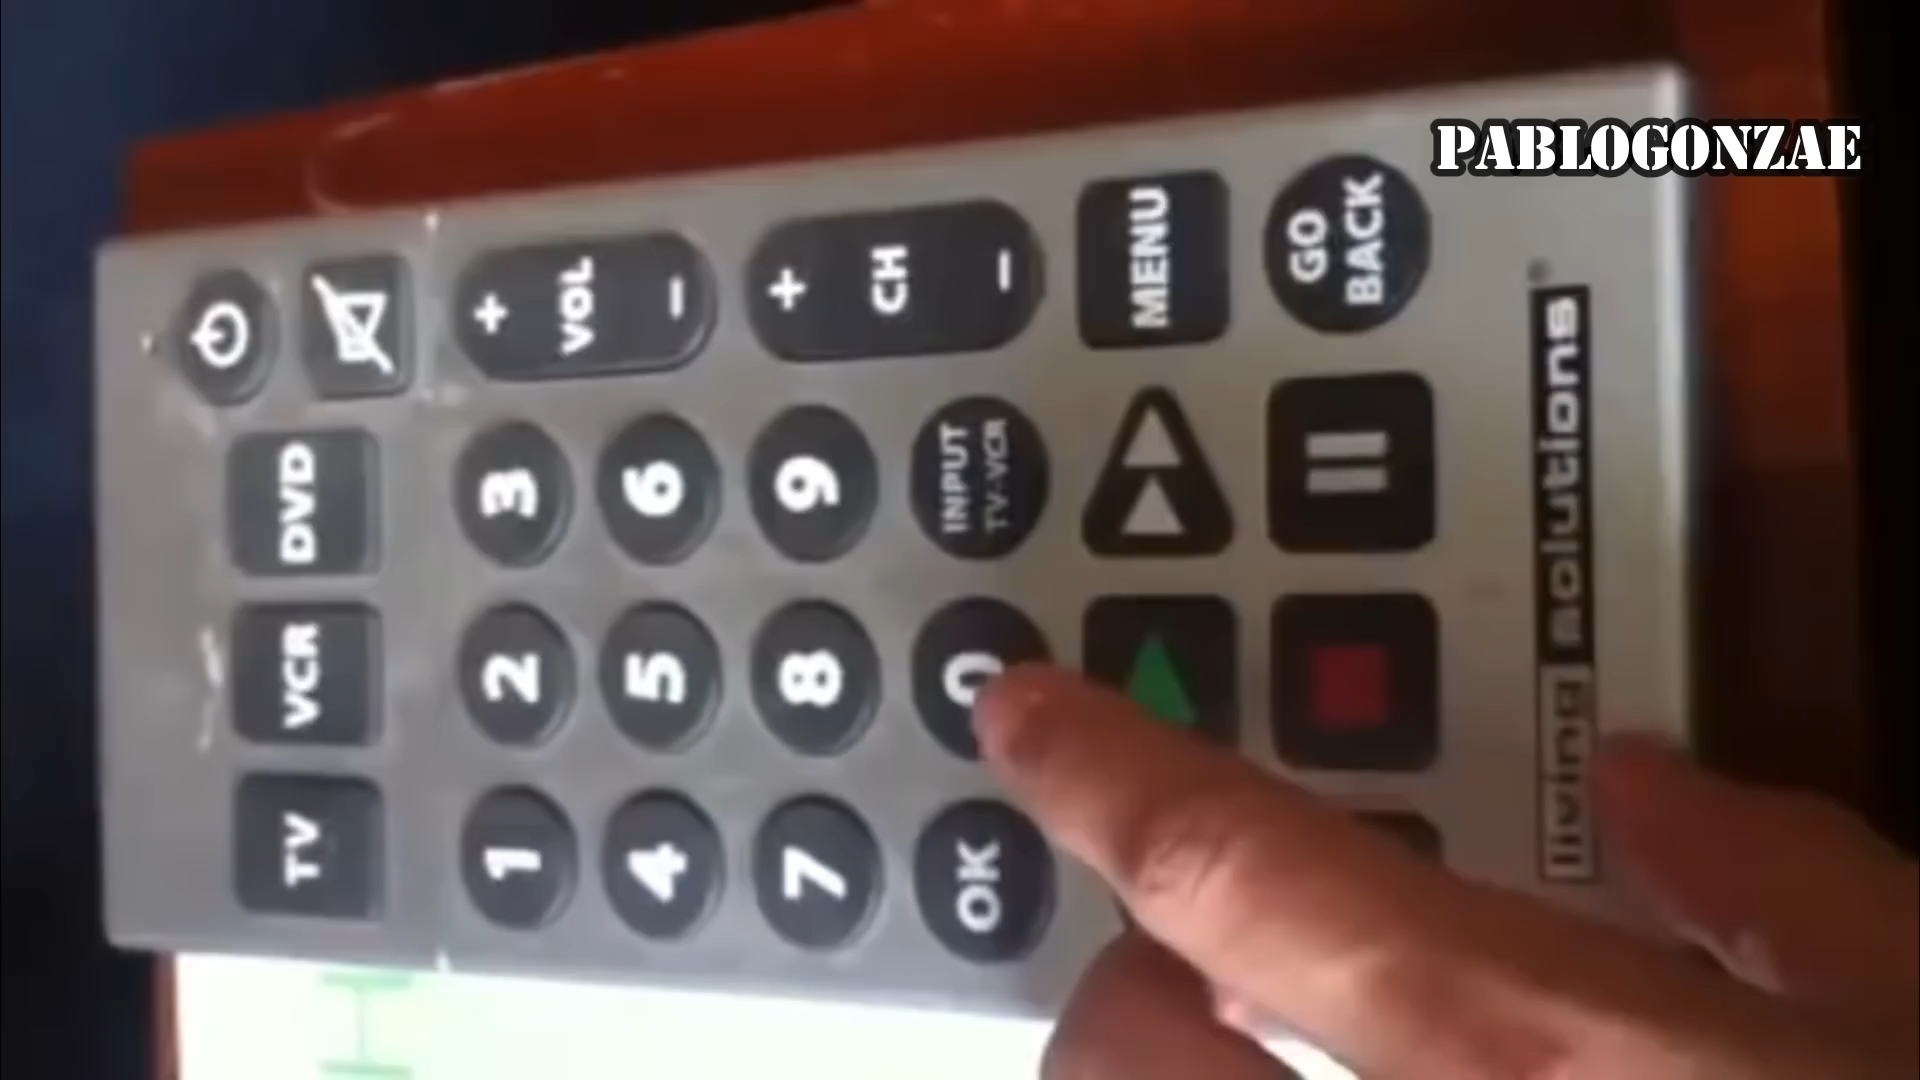 PABLOGONZAE
TV
VCR
DVD
1
2
3
+
VOL
−
4
5
6
7
8
9
+
CH
−
OK
0
INPUT
TV-VCR
MENU
GO
BACK
living solutions®